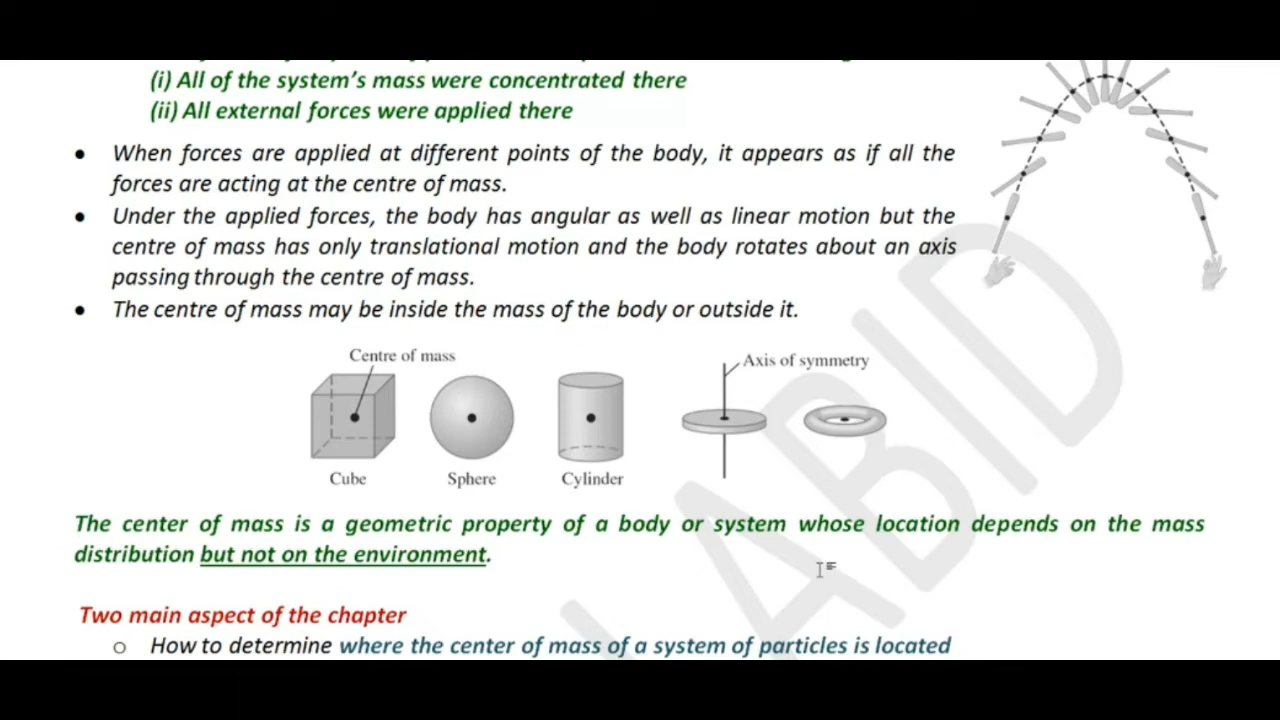 (i) All of the system's mass were concentrated there
(ii) All external forces were applied there
• When forces are applied at different points of the body, it appears as if all the
forces are acting at the centre of mass.
• Under the applied forces, the body has angular as well as linear motion but the
centre of mass has only translational motion and the body rotates about an axis
passing through the centre of mass.
• The centre of mass may be inside the mass of the body or outside it.
Centre of mass
Axis of symmetry
Cube
Sphere
Cylinder
The center of mass is a geometric property of a body or system whose location depends on the mass
distribution but not on the environment.
Two main aspect of the chapter
o How to determine where the center of mass of a system of particles is located
ABID